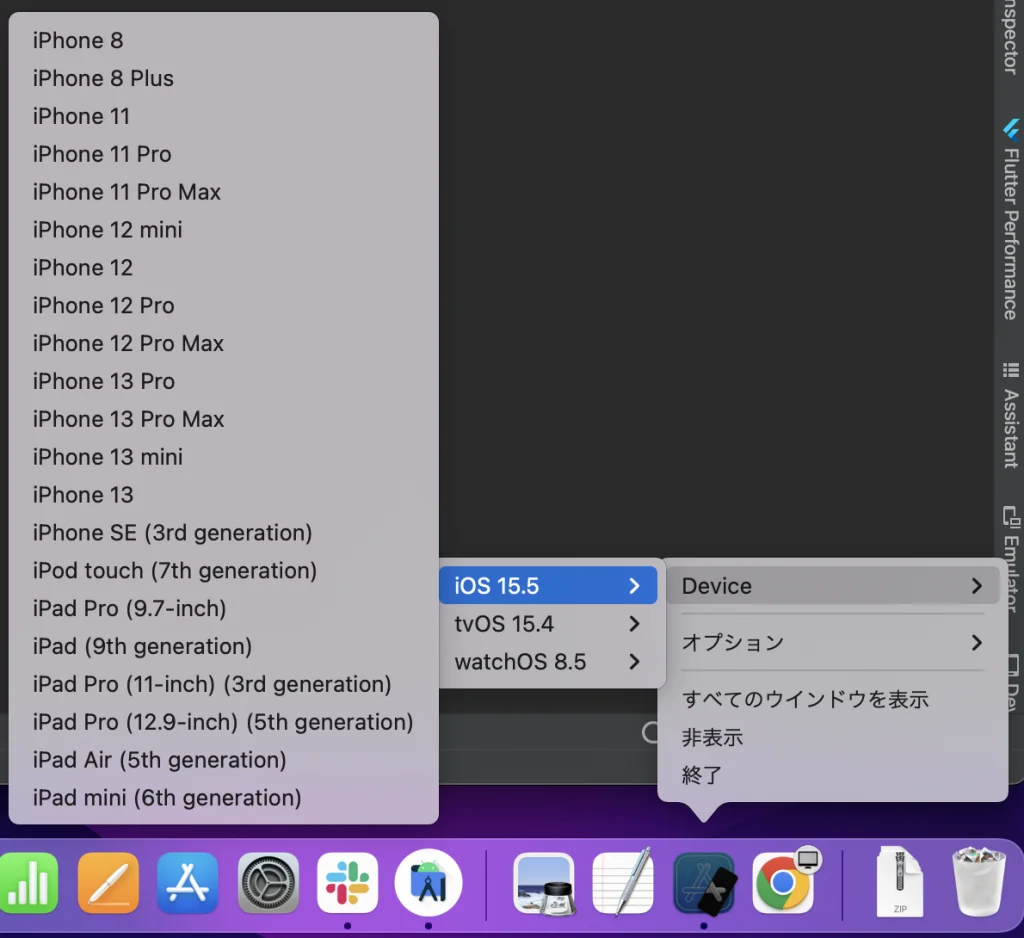 iPhone 8
iPhone 8 Plus
iPhone 11
iPhone 11 Pro
iPhone 11 Pro Max
iPhone 12 mini
iPhone 12
iPhone 12 Pro
iPhone 12 Pro Max
iPhone 13 Pro
iPhone 13 Pro Max
iPhone 13 mini
iPhone 13
iPhone SE (3rd generation)
iPod touch (7th generation)
iPad Pro (9.7-inch)
iPad (9th generation)
iPad Pro (11-inch) (3rd generation)
iPad Pro (12.9-inch) (5th generation)
iPad Air (5th generation)
iPad mini (6th generation)
iOS 15.5
tvOS 15.4
watchOS 8.5
Device
オプション
すべてのウインドウを表示
非表示
終了
nspector
Flutter Performance
Assistant
Emulator
Dev
ZIP